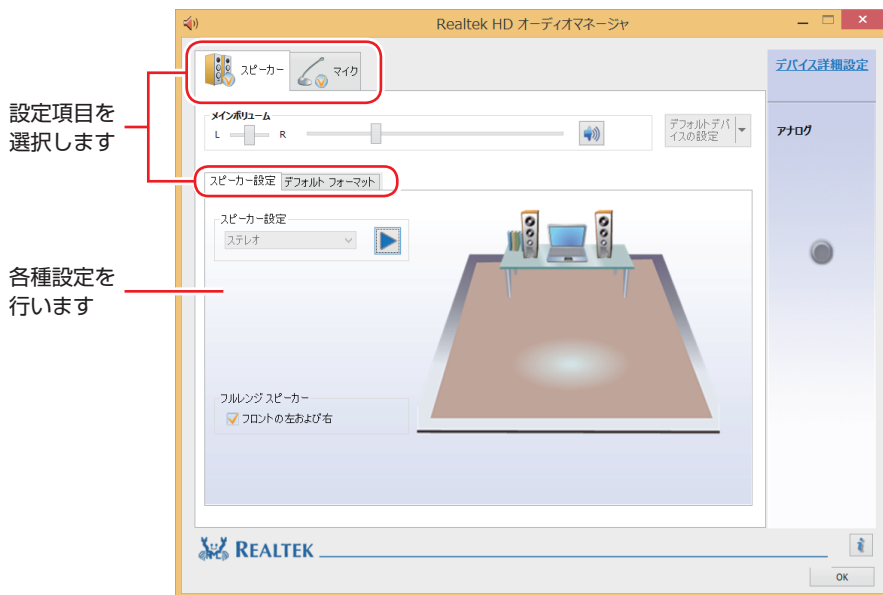 Realtek HD オーディオマネージャ
スピーカー
マイク
デバイス詳細設定
設定項目を
選択します
メインボリューム
L
R
デフォルトデバ
イスの設定
アナログ
スピーカー設定
デフォルト フォーマット
スピーカー設定
ステレオ
各種設定を
行います
フルレンジ スピーカー
フロントの左および右
REALTEK
OK